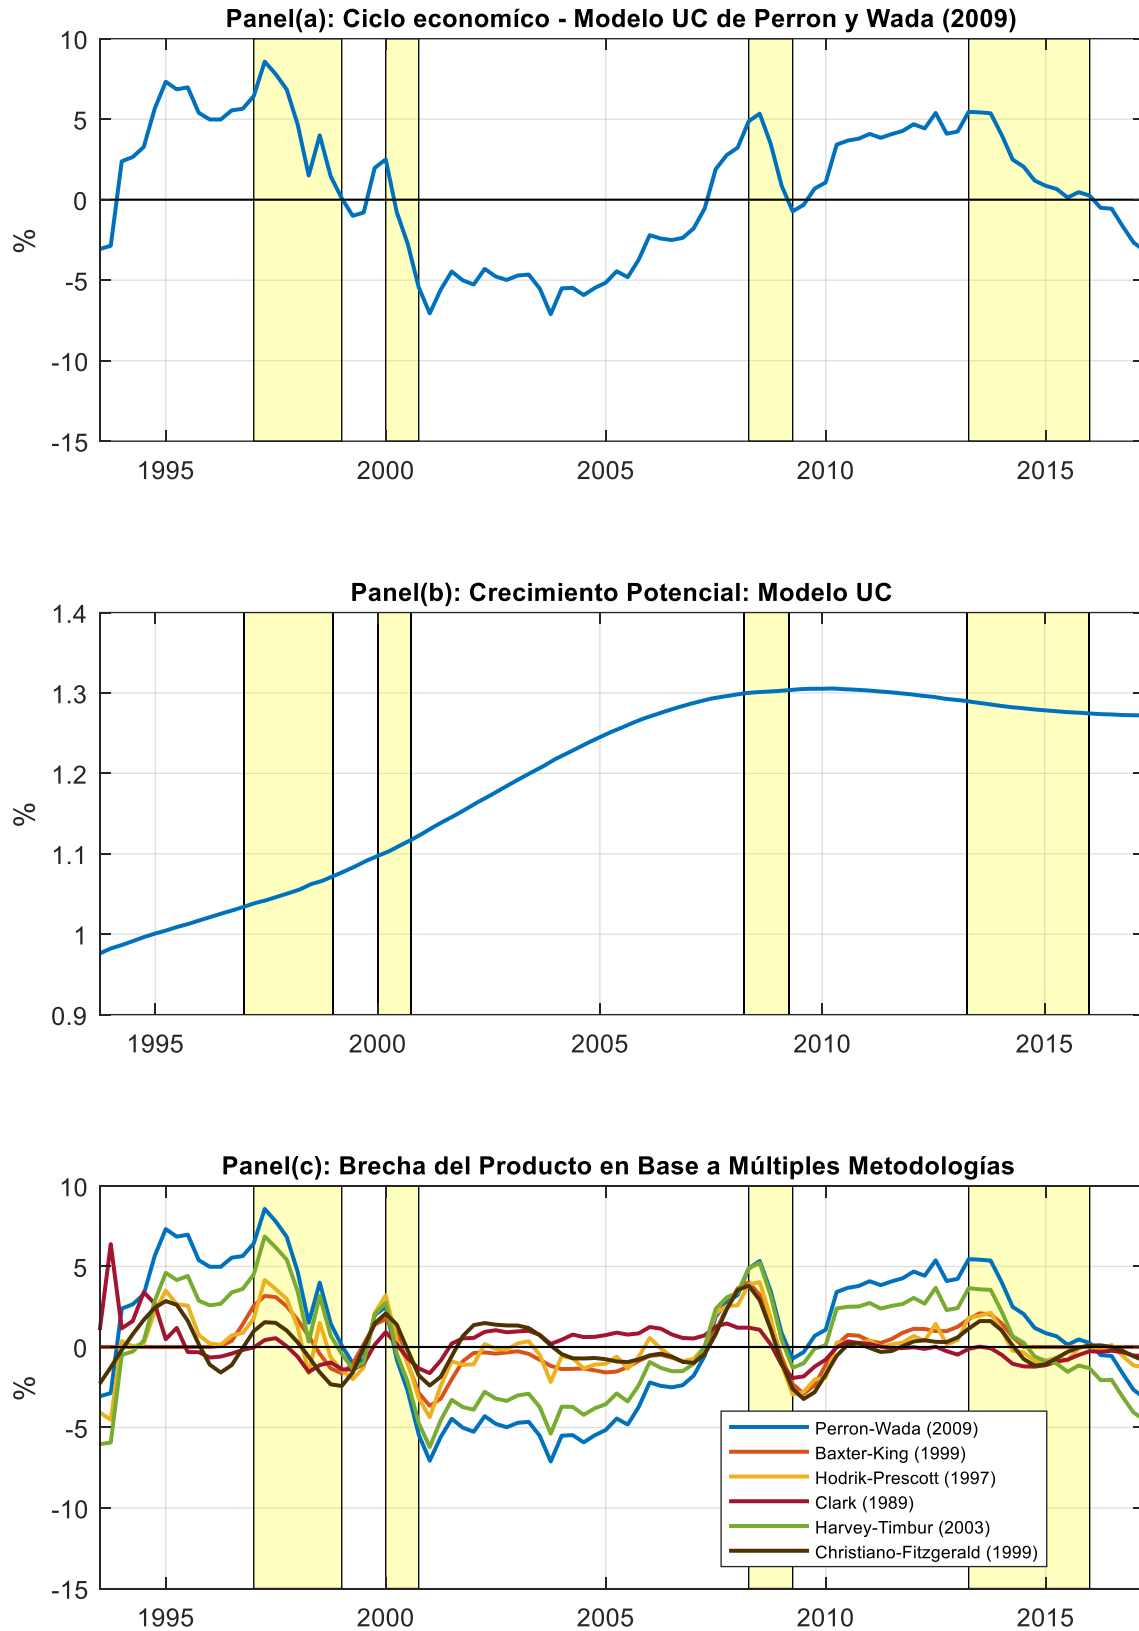 Panel(a): Ciclo economíco - Modelo UC de Perron y Wada (2009)
10
5
0
-5
-10
-15
%
1995 2000 2005 2010 2015
Panel(b): Crecimiento Potencial: Modelo UC
1.4
1.3
1.2
1.1
1
0.9
%
1995 2000 2005 2010 2015
Panel(c): Brecha del Producto en Base a Múltiples Metodologías
10
5
0
-5
-10
-15
%
Perron-Wada (2009)
Baxter-King (1999)
Hodrik-Prescott (1997)
Clark (1989)
Harvey-Timbur (2003)
Christiano-Fitzgerald (1999)
1995 2000 2005 2010 2015